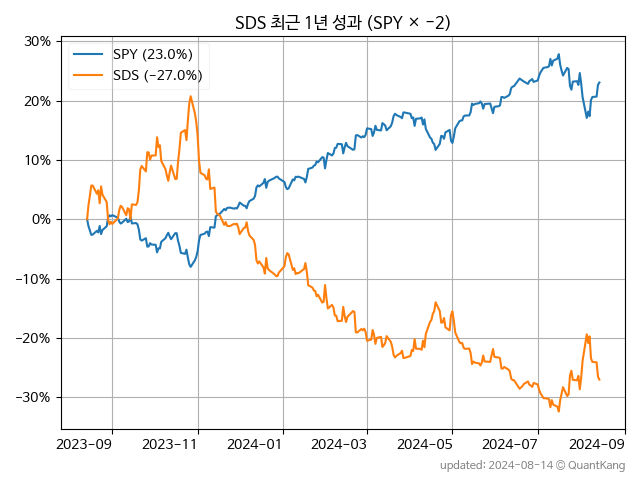 SDS 최근 1년 성과 (SPY × -2)
30%
20%
10%
0%
-10%
-20%
-30%
SPY (23.0%)
SDS (-27.0%)
2023-09 2023-11 2024-01 2024-03 2024-05 2024-07 2024-09
updated: 2024-08-14 © QuantKang